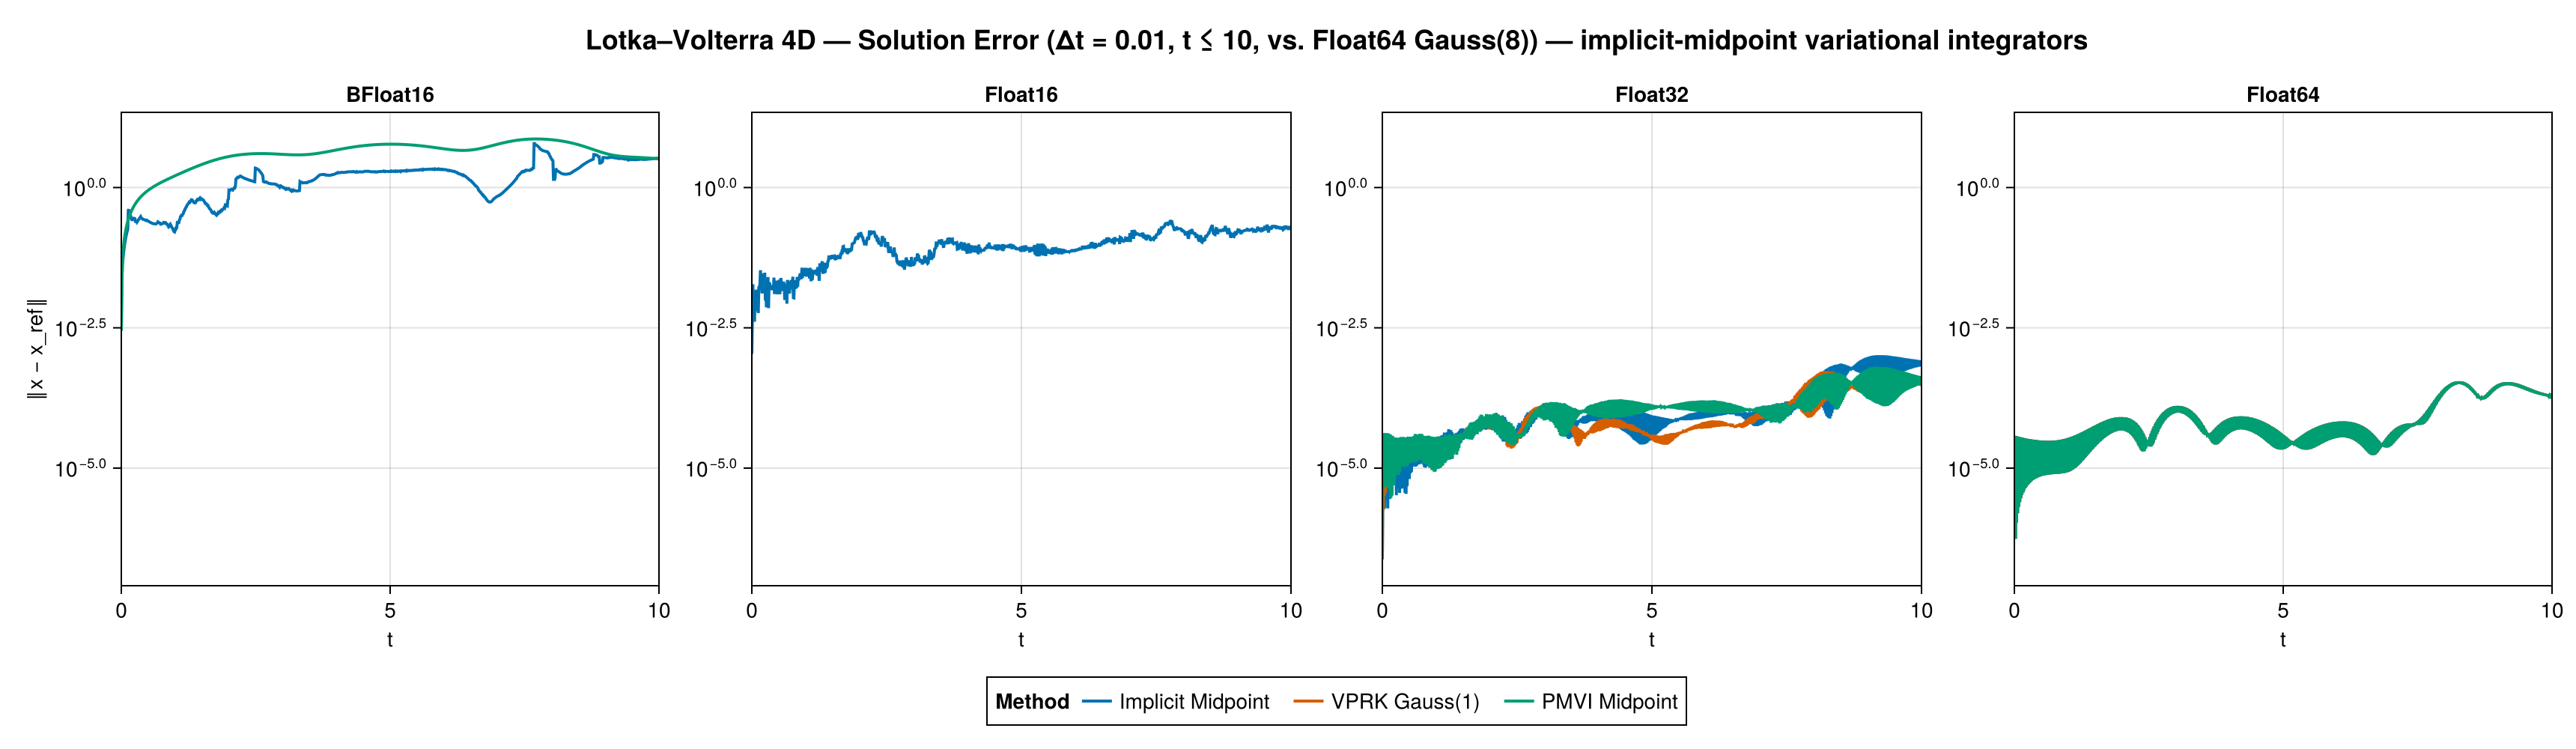 Lotka–Volterra 4D — Solution Error (Δt = 0.01, t ≤ 10, vs. Float64 Gauss(8)) — implicit-midpoint variational integrators
BFloat16 Float16 Float32 Float64
‖x − x_ref‖
10^0.0 10^0.0 10^0.0 10^0.0
10^−2.5 10^−2.5 10^−2.5 10^−2.5
10^−5.0 10^−5.0 10^−5.0 10^−5.0
0 5 10 0 5 10 0 5 10 0 5 10
t t t t
Method Implicit Midpoint VPRK Gauss(1) PMVI Midpoint